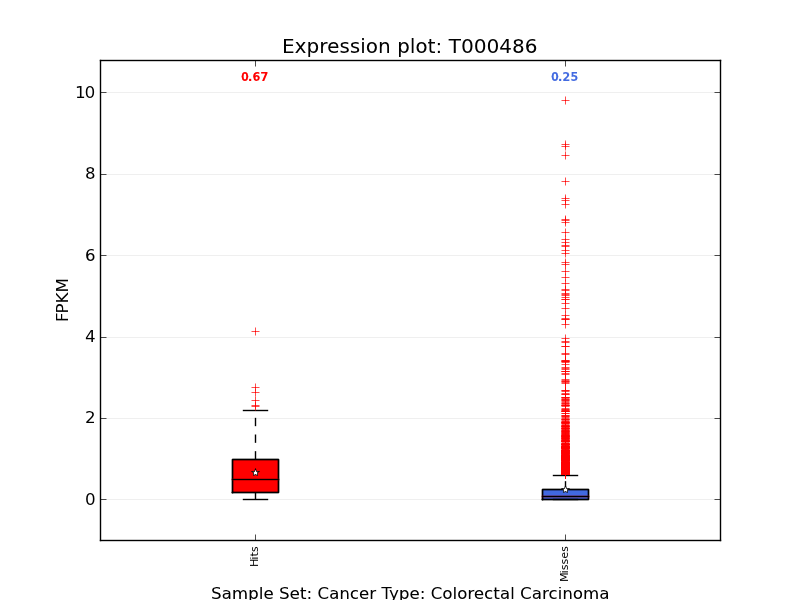 Expression plot: T000486
0.67
0.25
10
8
6
4
2
0
FPKM
Hits
Misses
Sample Set: Cancer Type: Colorectal Carcinoma